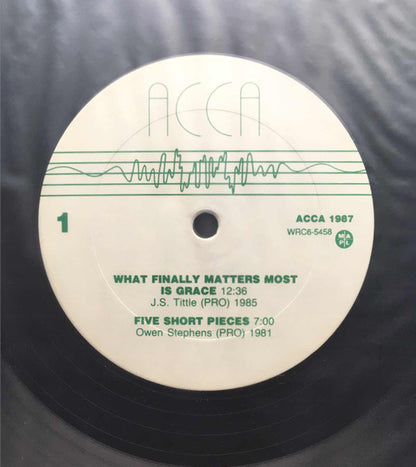 ACCA
1
ACCA 1987
WRC6-5458
MAPL
WHAT FINALLY MATTERS MOST
IS GRACE 12:36
J.S. Tittle (PRO) 1985
FIVE SHORT PIECES 7:00
Owen Stephens (PRO) 1981